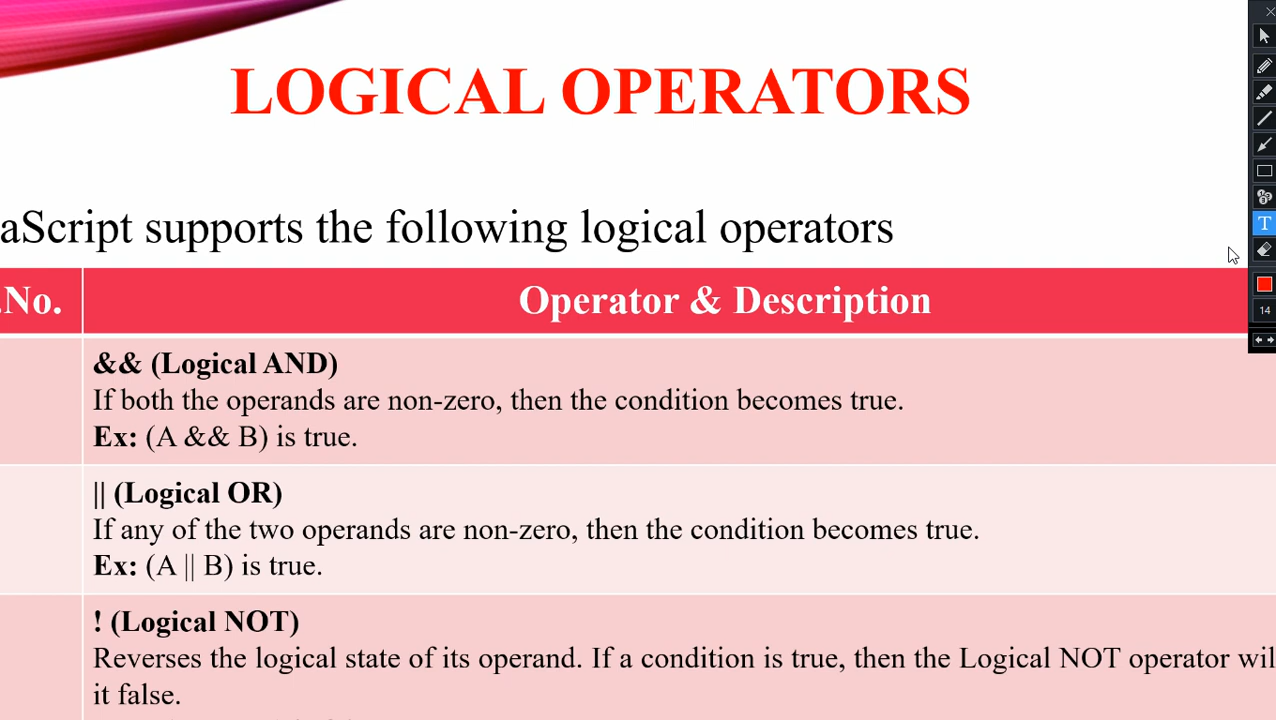 LOGICAL OPERATORS
aScript supports the following logical operators
.No.
Operator & Description
&& (Logical AND)
If both the operands are non-zero, then the condition becomes true.
Ex: (A && B) is true.
|| (Logical OR)
If any of the two operands are non-zero, then the condition becomes true.
Ex: (A || B) is true.
! (Logical NOT)
Reverses the logical state of its operand. If a condition is true, then the Logical NOT operator wil
it false.
T
14